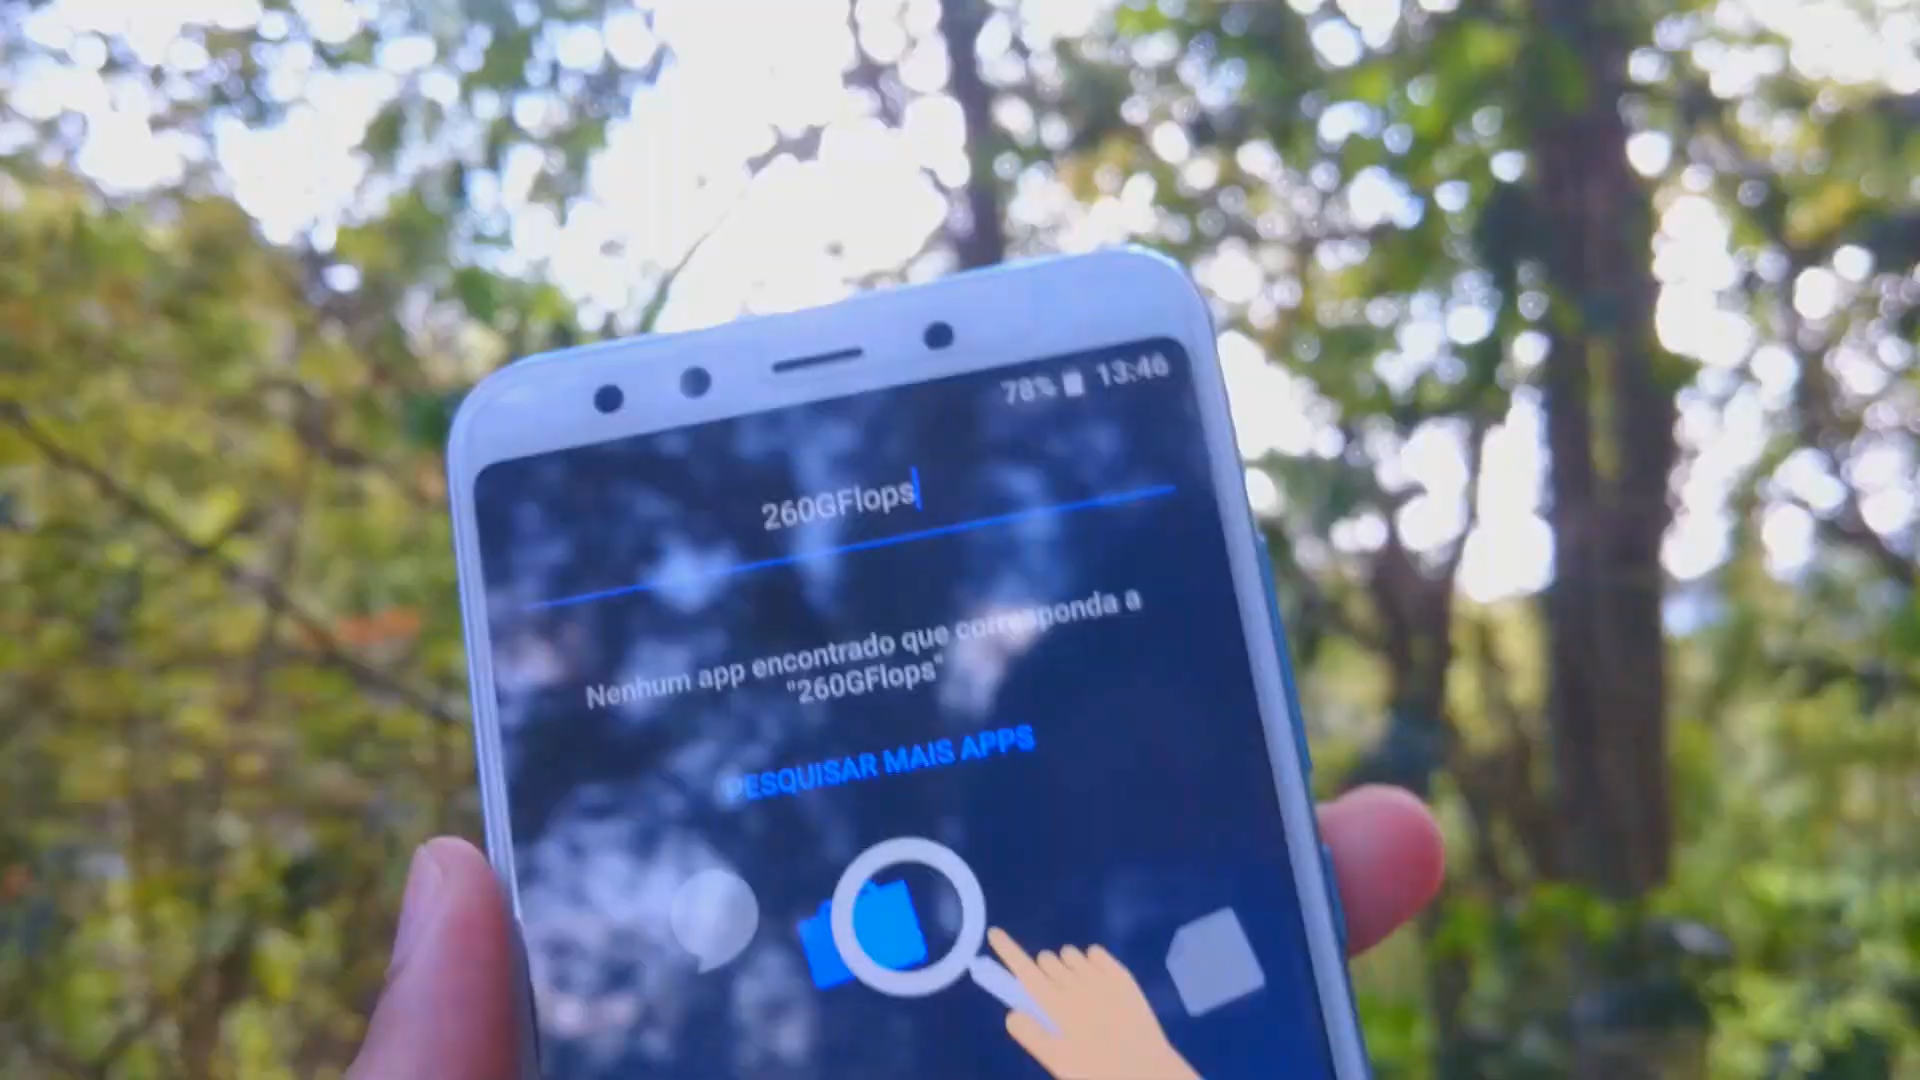 78% 13:46
260GFlops
Nenhum app encontrado que corresponda a
"260GFlops"
PESQUISAR MAIS APPS